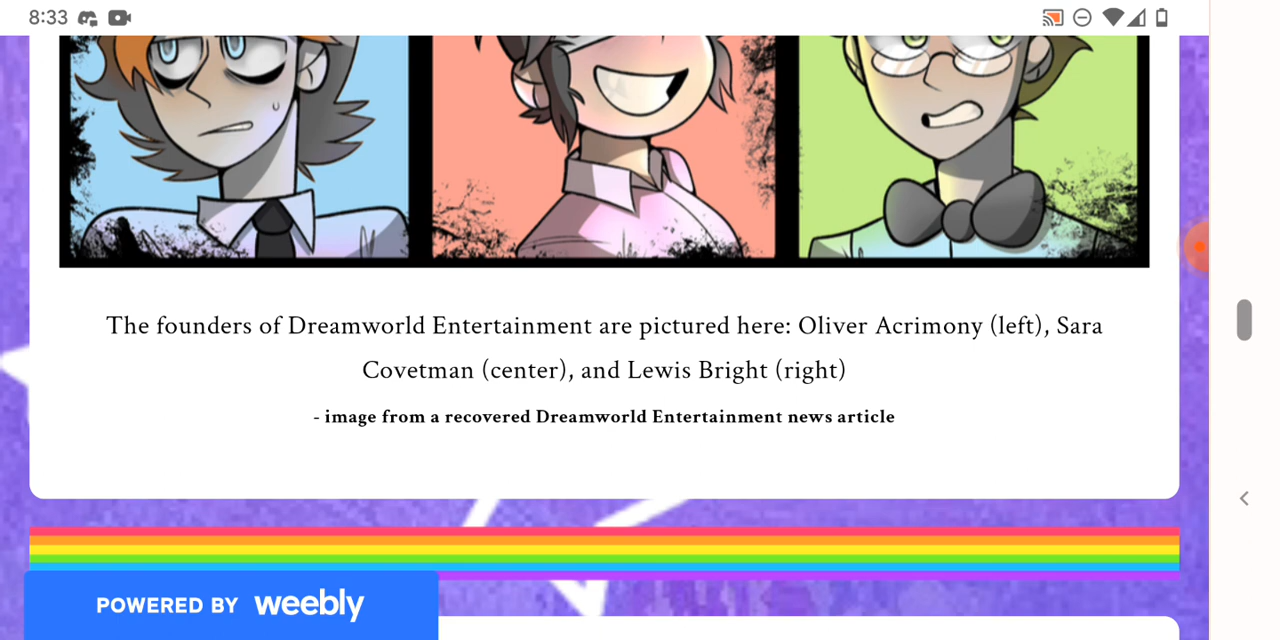 8:33
The founders of Dreamworld Entertainment are pictured here: Oliver Acrimony (left), Sara
Covetman (center), and Lewis Bright (right)
- image from a recovered Dreamworld Entertainment news article
POWERED BY weebly